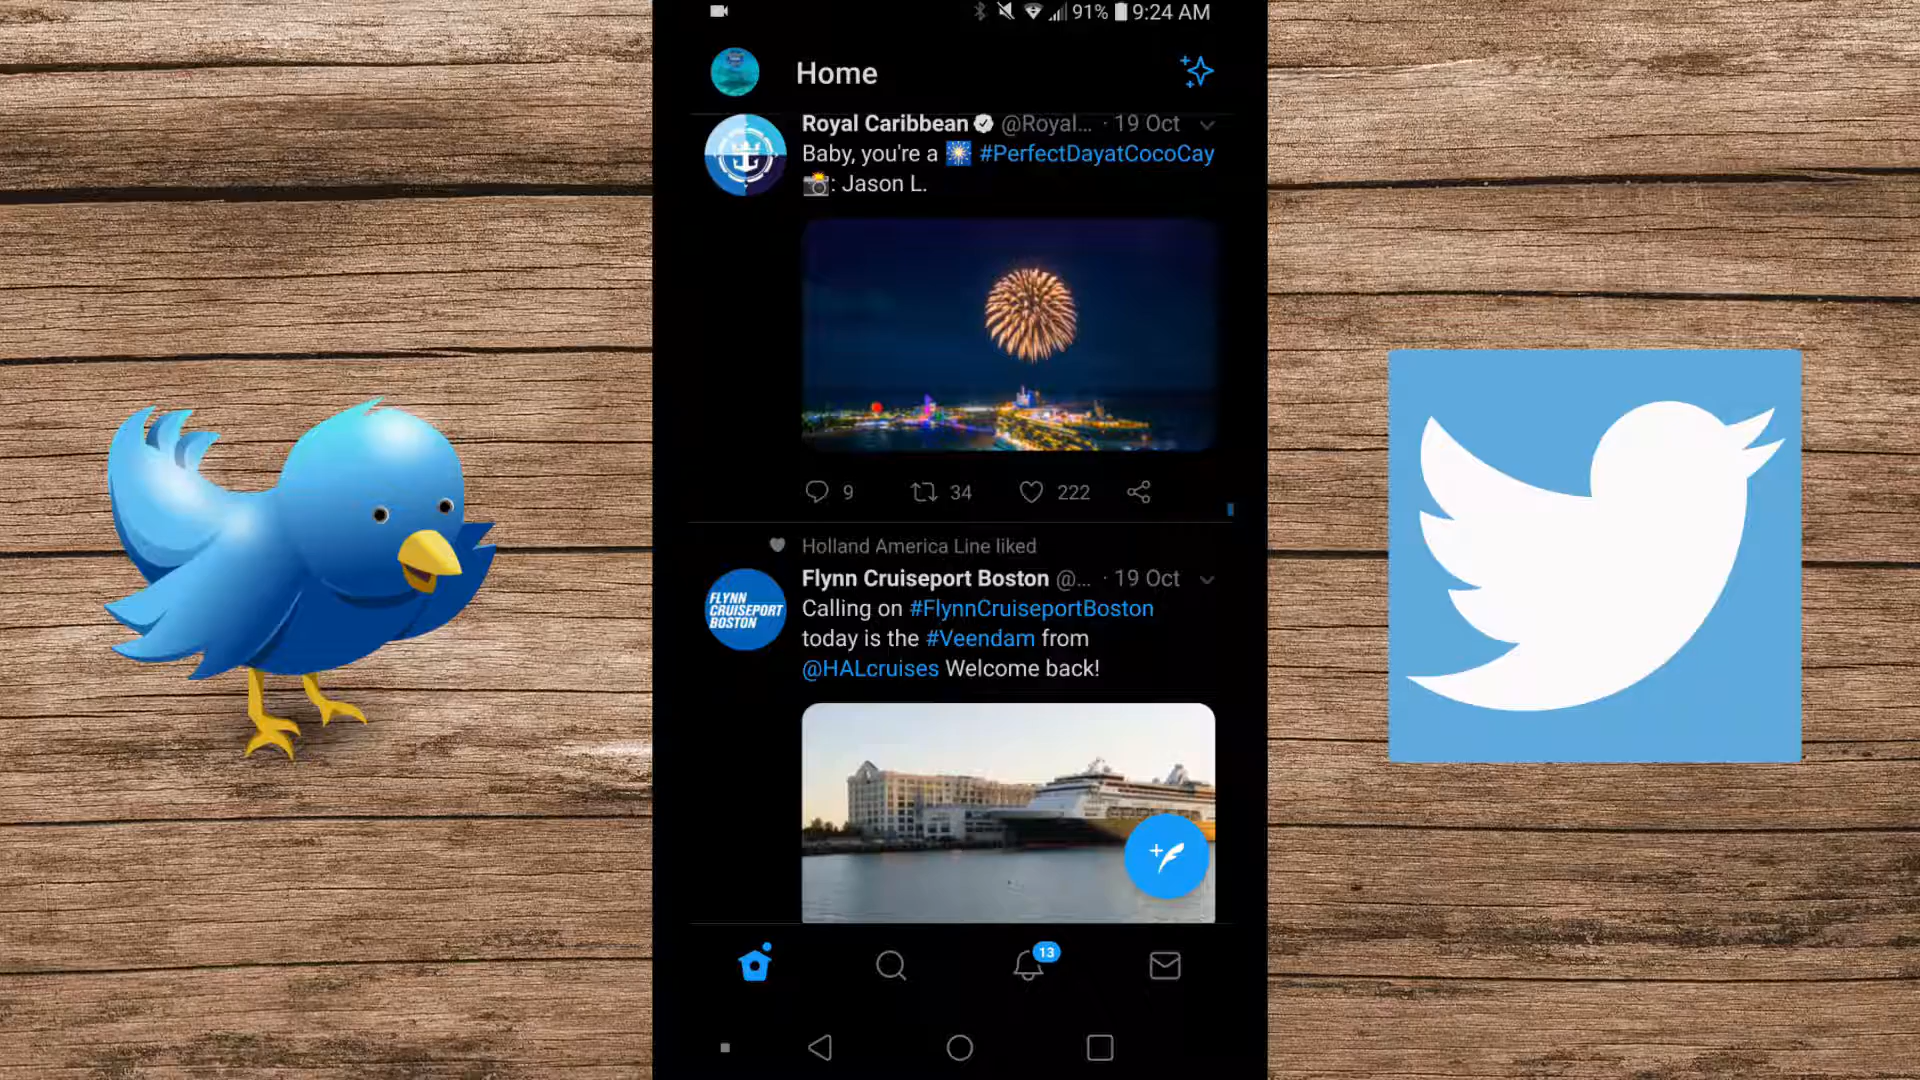 91% 9:24 AM
Home
Royal Caribbean @Royal... · 19 Oct
Baby, you're a #PerfectDayatCocoCay
: Jason L.
9 34 222
Holland America Line liked
Flynn Cruiseport Boston @... · 19 Oct
FLYNN
CRUISEPORT
BOSTON
Calling on #FlynnCruiseportBoston
today is the #Veendam from
@HALcruises Welcome back!
13